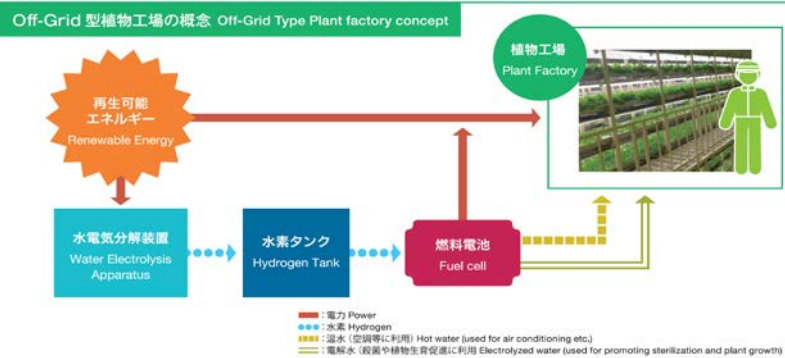 Off-Grid 型植物工場の概念 Off-Grid Type Plant factory concept
植物工場
Plant Factory
再生可能
エネルギー
Renewable Energy
水電気分解装置
Water Electrolysis
Apparatus
水素タンク
Hydrogen Tank
燃料電池
Fuel cell
：電力 Power
：水素 Hydrogen
：温水（空調等に利用）Hot water (used for air conditioning etc,)
：電解水（殺菌や植物生育促進に利用 Electrolyzed water (used for promoting sterilization and plant growth)